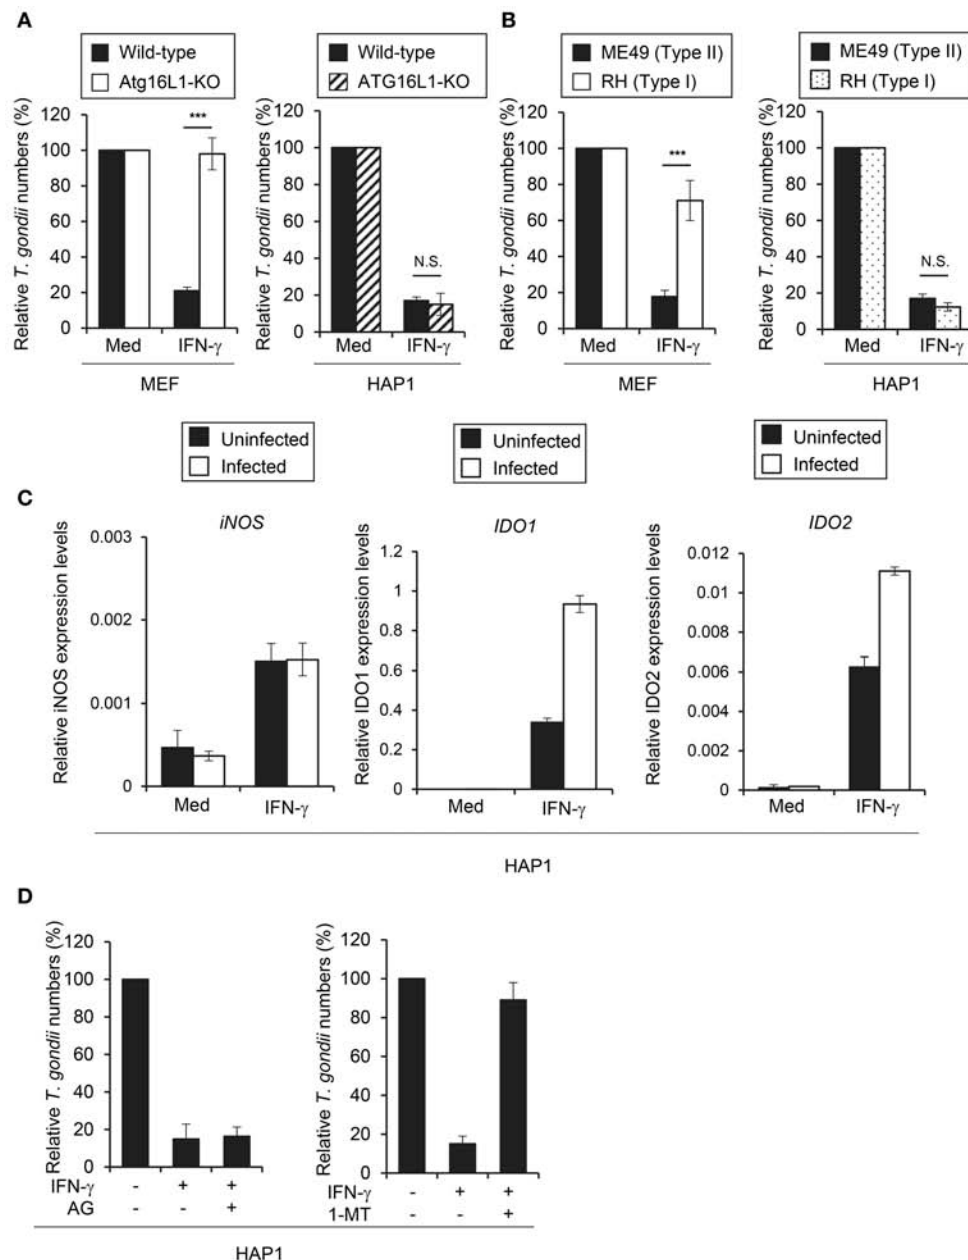 A
B
Wild-type
Atg16L1-KO
Wild-type
ATG16L1-KO
ME49 (Type II)
RH (Type I)
ME49 (Type II)
RH (Type I)
Relative T. gondii numbers (%)
120
100
80
60
40
20
0
***
Med
IFN-γ
MEF
Relative T. gondii numbers (%)
120
100
80
60
40
20
0
N.S.
Med
IFN-γ
HAP1
Relative T. gondii numbers (%)
120
100
80
60
40
20
0
***
Med
IFN-γ
MEF
Relative T. gondii numbers (%)
120
100
80
60
40
20
0
N.S.
Med
IFN-γ
HAP1
Uninfected
Infected
Uninfected
Infected
Uninfected
Infected
C
iNOS
Relative iNOS expression levels
0.003
0.002
0.001
0
Med
IFN-γ
IDO1
Relative IDO1 expression levels
1.2
1
0.8
0.6
0.4
0.2
0
Med
IFN-γ
IDO2
Relative IDO2 expression levels
0.012
0.01
0.008
0.006
0.004
0.002
0
Med
IFN-γ
HAP1
D
Relative T. gondii numbers (%)
120
100
80
60
40
20
0
IFN-γ - + +
AG - - +
Relative T. gondii numbers (%)
120
100
80
60
40
20
0
IFN-γ - + +
1-MT - - +
HAP1